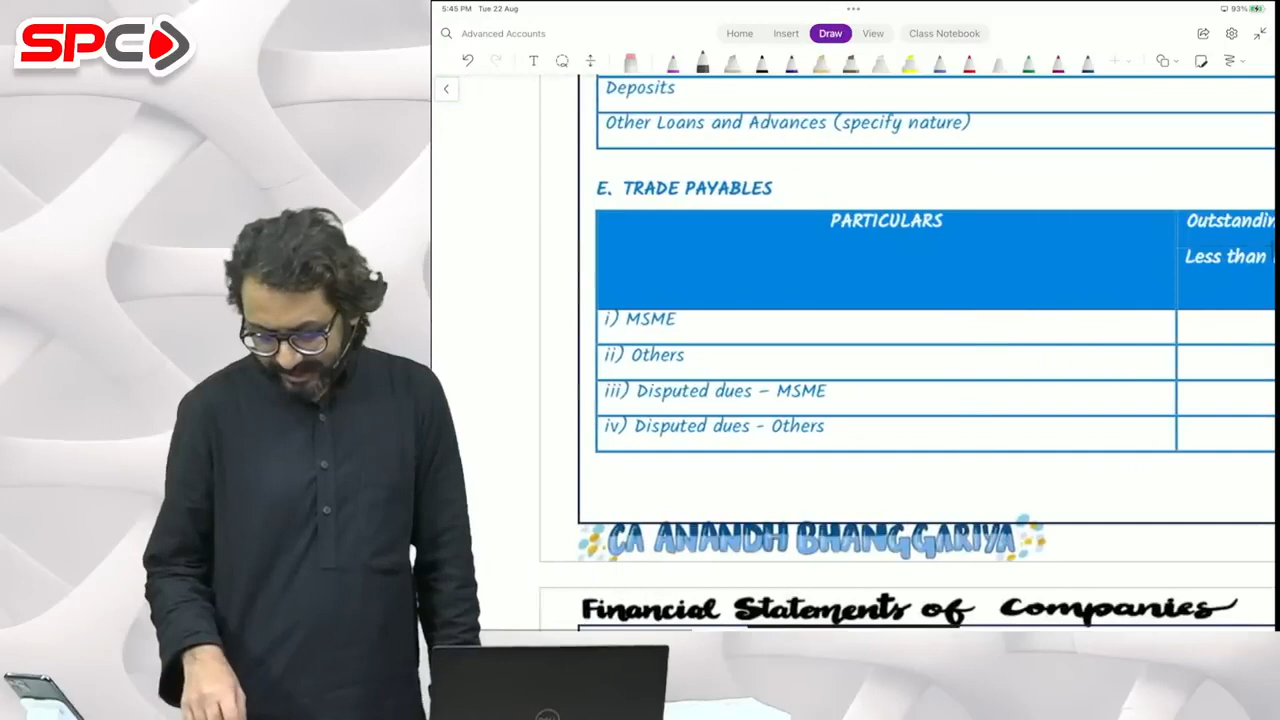 SPC
5:45 PM Tue 22 Aug
93%
Advanced Accounts
Home Insert Draw View Class Notebook
Deposits
Other Loans and Advances (specify nature)
E. TRADE PAYABLES
PARTICULARS
Less than
i) MSME
ii) Others
iii) Disputed dues – MSME
iv) Disputed dues - Others
CA ANANDH BHANGGARIYA
Financial Statements of Companies
DELL